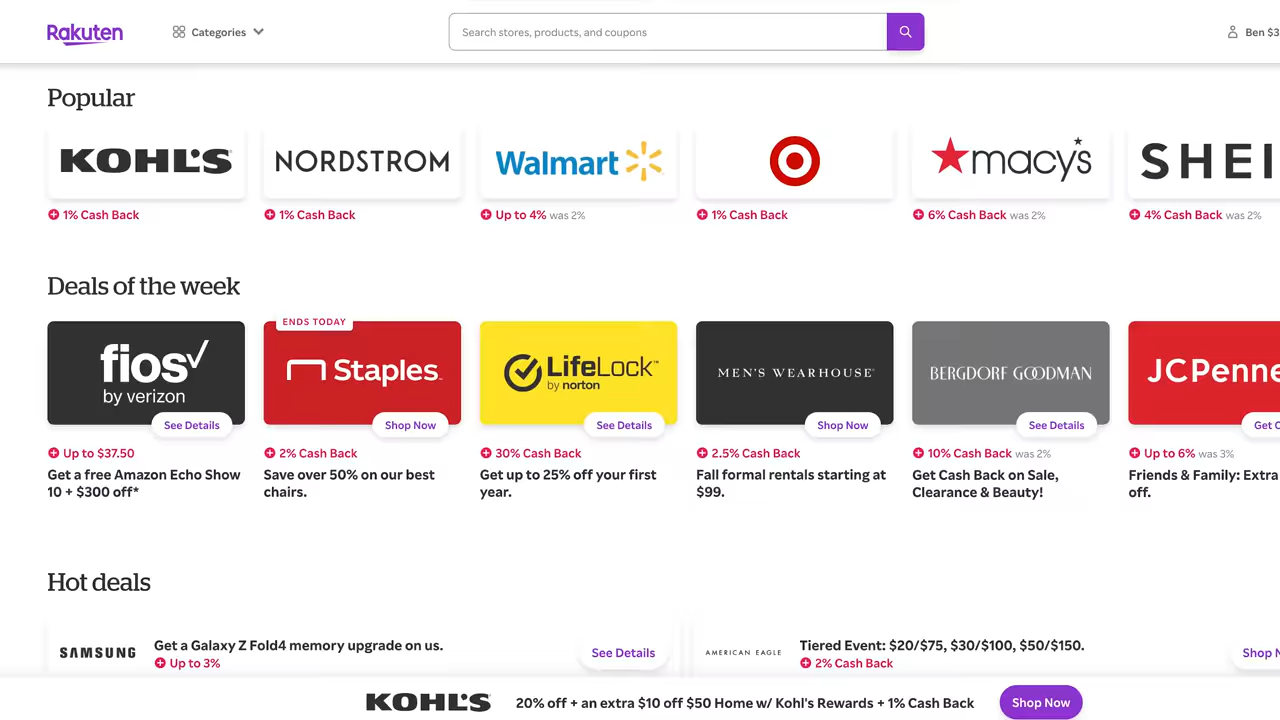 Rakuten
Categories
Search stores, products, and coupons
Ben $3
Popular
KOHL'S
NORDSTROM
Walmart
macy's
SHEI
1% Cash Back
1% Cash Back
Up to 4% was 2%
1% Cash Back
6% Cash Back was 2%
4% Cash Back was 2%
Deals of the week
ENDS TODAY
fios
by verizon
Staples
LifeLock™
by norton
MEN'S WEARHOUSE
BERGDORF GOODMAN
JCPenne
See Details
Shop Now
See Details
Shop Now
See Details
Get C
Up to $37.50
2% Cash Back
30% Cash Back
2.5% Cash Back
10% Cash Back was 2%
Up to 6% was 3%
Get a free Amazon Echo Show
10 + $300 off*
Save over 50% on our best
chairs.
Get up to 25% off your first
year.
Fall formal rentals starting at
$99.
Get Cash Back on Sale,
Clearance & Beauty!
Friends & Family: Extra
off.
Hot deals
SAMSUNG
Get a Galaxy Z Fold4 memory upgrade on us.
Up to 3%
See Details
AMERICAN EAGLE
Tiered Event: $20/$75, $30/$100, $50/$150.
2% Cash Back
Shop N
KOHL'S
20% off + an extra $10 off $50 Home w/ Kohl's Rewards + 1% Cash Back
Shop Now